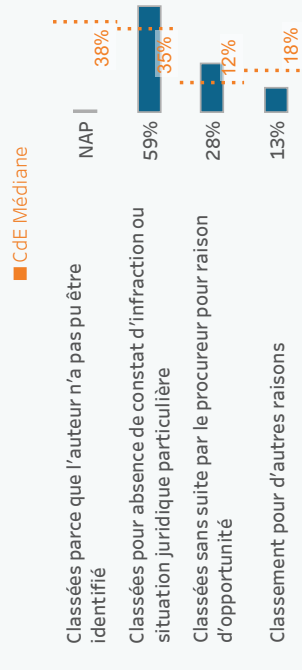 CdE Médiane
Classées parce que l'auteur n'a pas pu être
identifié
NAP
38%
Classées pour absence de constat d'infraction ou
situation juridique particulière
59%
35%
Classées sans suite par le procureur pour raison
d'opportunité
28%
12%
Classement pour d'autres raisons
13%
18%